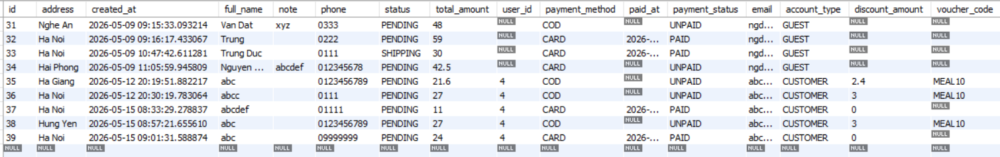 id address created_at full_name note phone status total_amount user_id payment_method paid_at payment_status email account_type discount_amount voucher_code
31 Nghe An 2026-05-09 09:15:33.093214 Van Dat xyz 0333 PENDING 48 NULL COD NULL UNPAID ngd... GUEST NULL NULL
32 Ha Noi 2026-05-09 09:16:17.433067 Trung 0222 PENDING 59 NULL CARD 2026-... PAID ngd... GUEST NULL NULL
33 Ha Noi 2026-05-09 10:47:42.611281 Trung Duc 0111 SHIPPING 30 NULL CARD 2026-... PAID ngd... GUEST NULL NULL
34 Hai Phong 2026-05-09 11:05:59.945809 Nguyen ... abcdef 012345678 PENDING 42.5 NULL CARD NULL UNPAID ngd... GUEST NULL NULL
35 Ha Giang 2026-05-12 20:19:51.882217 abc 0123456789 PENDING 21.6 4 COD NULL UNPAID abc... CUSTOMER 2.4 MEAL10
36 Ha Noi 2026-05-12 20:30:19.783064 abcc 0111 PENDING 27 4 COD NULL UNPAID abc... CUSTOMER 3 MEAL10
37 Ha Noi 2026-05-15 08:33:29.278837 abcdef 01111 PENDING 11 4 CARD 2026-... PAID abc... CUSTOMER 0 NULL
38 Hung Yen 2026-05-15 08:57:21.655610 abc 0123456789 PENDING 27 4 COD NULL UNPAID abc... CUSTOMER 3 MEAL10
39 Ha Noi 2026-05-15 09:01:31.588874 abc 09999999 PENDING 24 4 CARD 2026-... PAID abc... CUSTOMER 0 NULL
NULL NULL NULL NULL NULL NULL NULL NULL NULL NULL NULL NULL NULL NULL NULL NULL